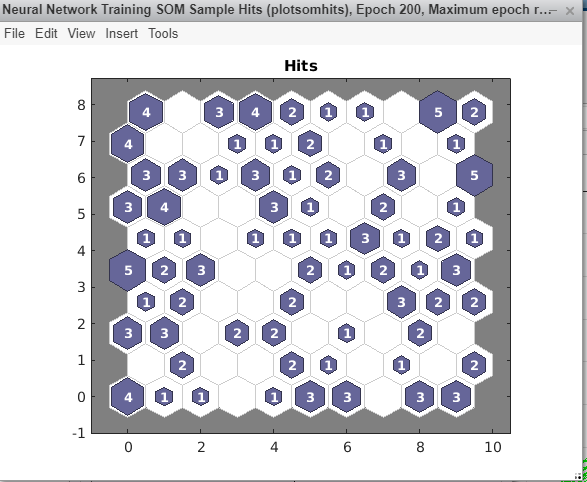 Neural Network Training SOM Sample Hits (plotsomhits), Epoch 200, Maximum epoch r...
File Edit View Insert Tools
Hits
8 4 3 4 2 1 1 5 2
7 4 1 1 2 1 1
6 3 3 1 3 1 2 3 5
5 3 4 3 1 2 1
1 1 1 1 1 3 1 2 1
4
5 2 3 2 1 2 1 3
3
1 2 2 3 2 2
2 3 3 2 2 1 2
1 2 2 1 1 2
0 4 1 1 1 3 3 3 3
-1
0 2 4 6 8 10